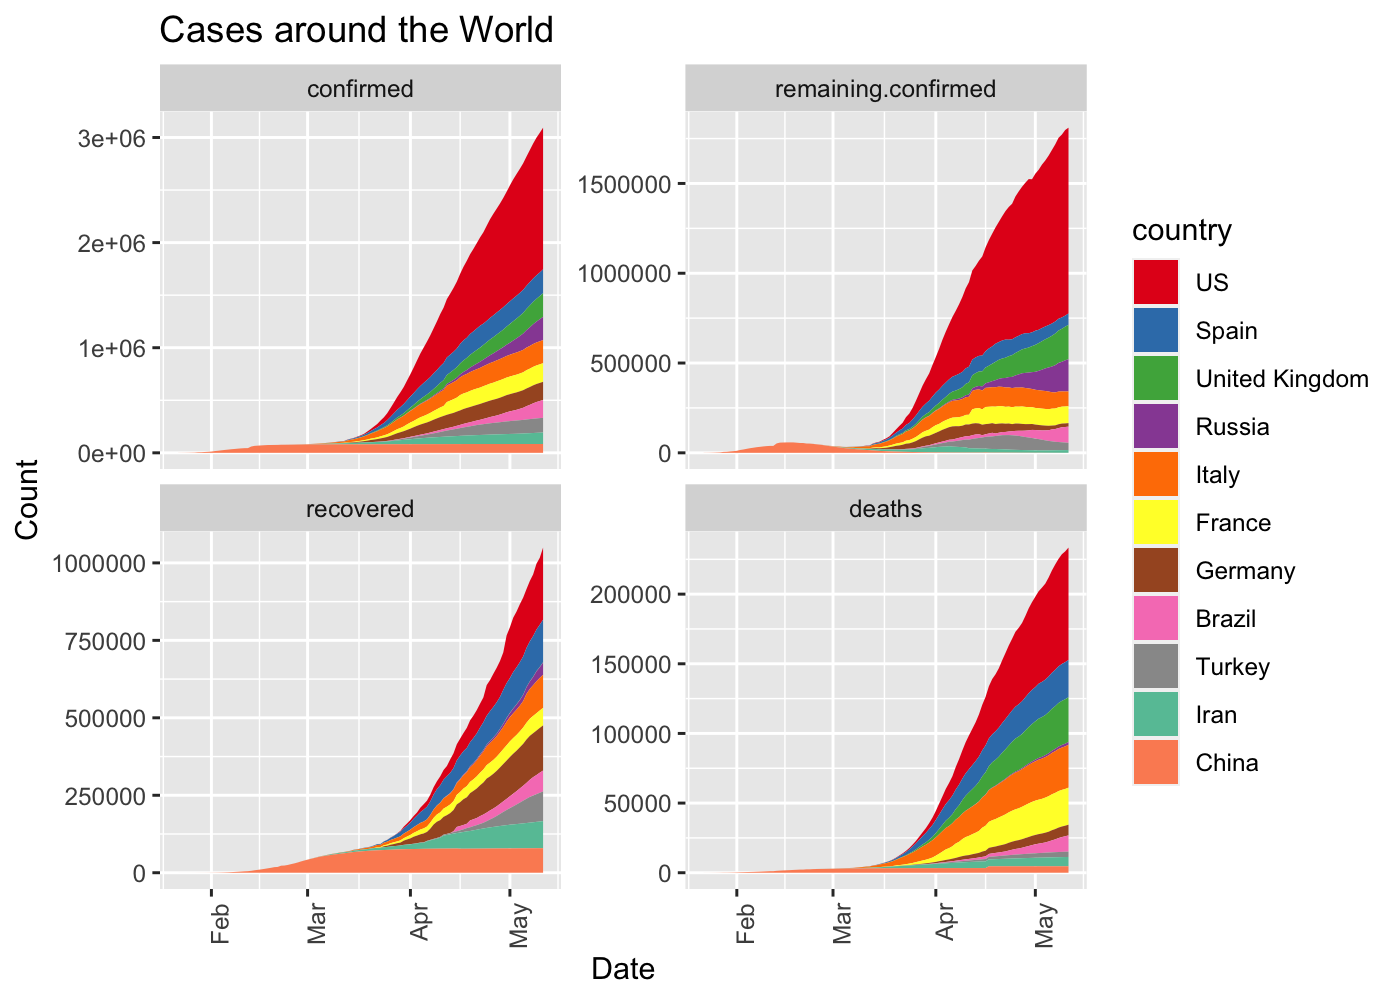 Cases around the World
confirmed
remaining.confirmed
3e+06
2e+06
1e+06
0e+00
1500000
1000000
500000
0
recovered
deaths
1000000
750000
500000
250000
0
200000
150000
100000
50000
0
Feb
Mar
Apr
May
Feb
Mar
Apr
May
Count
Date
country
US
Spain
United Kingdom
Russia
Italy
France
Germany
Brazil
Turkey
Iran
China